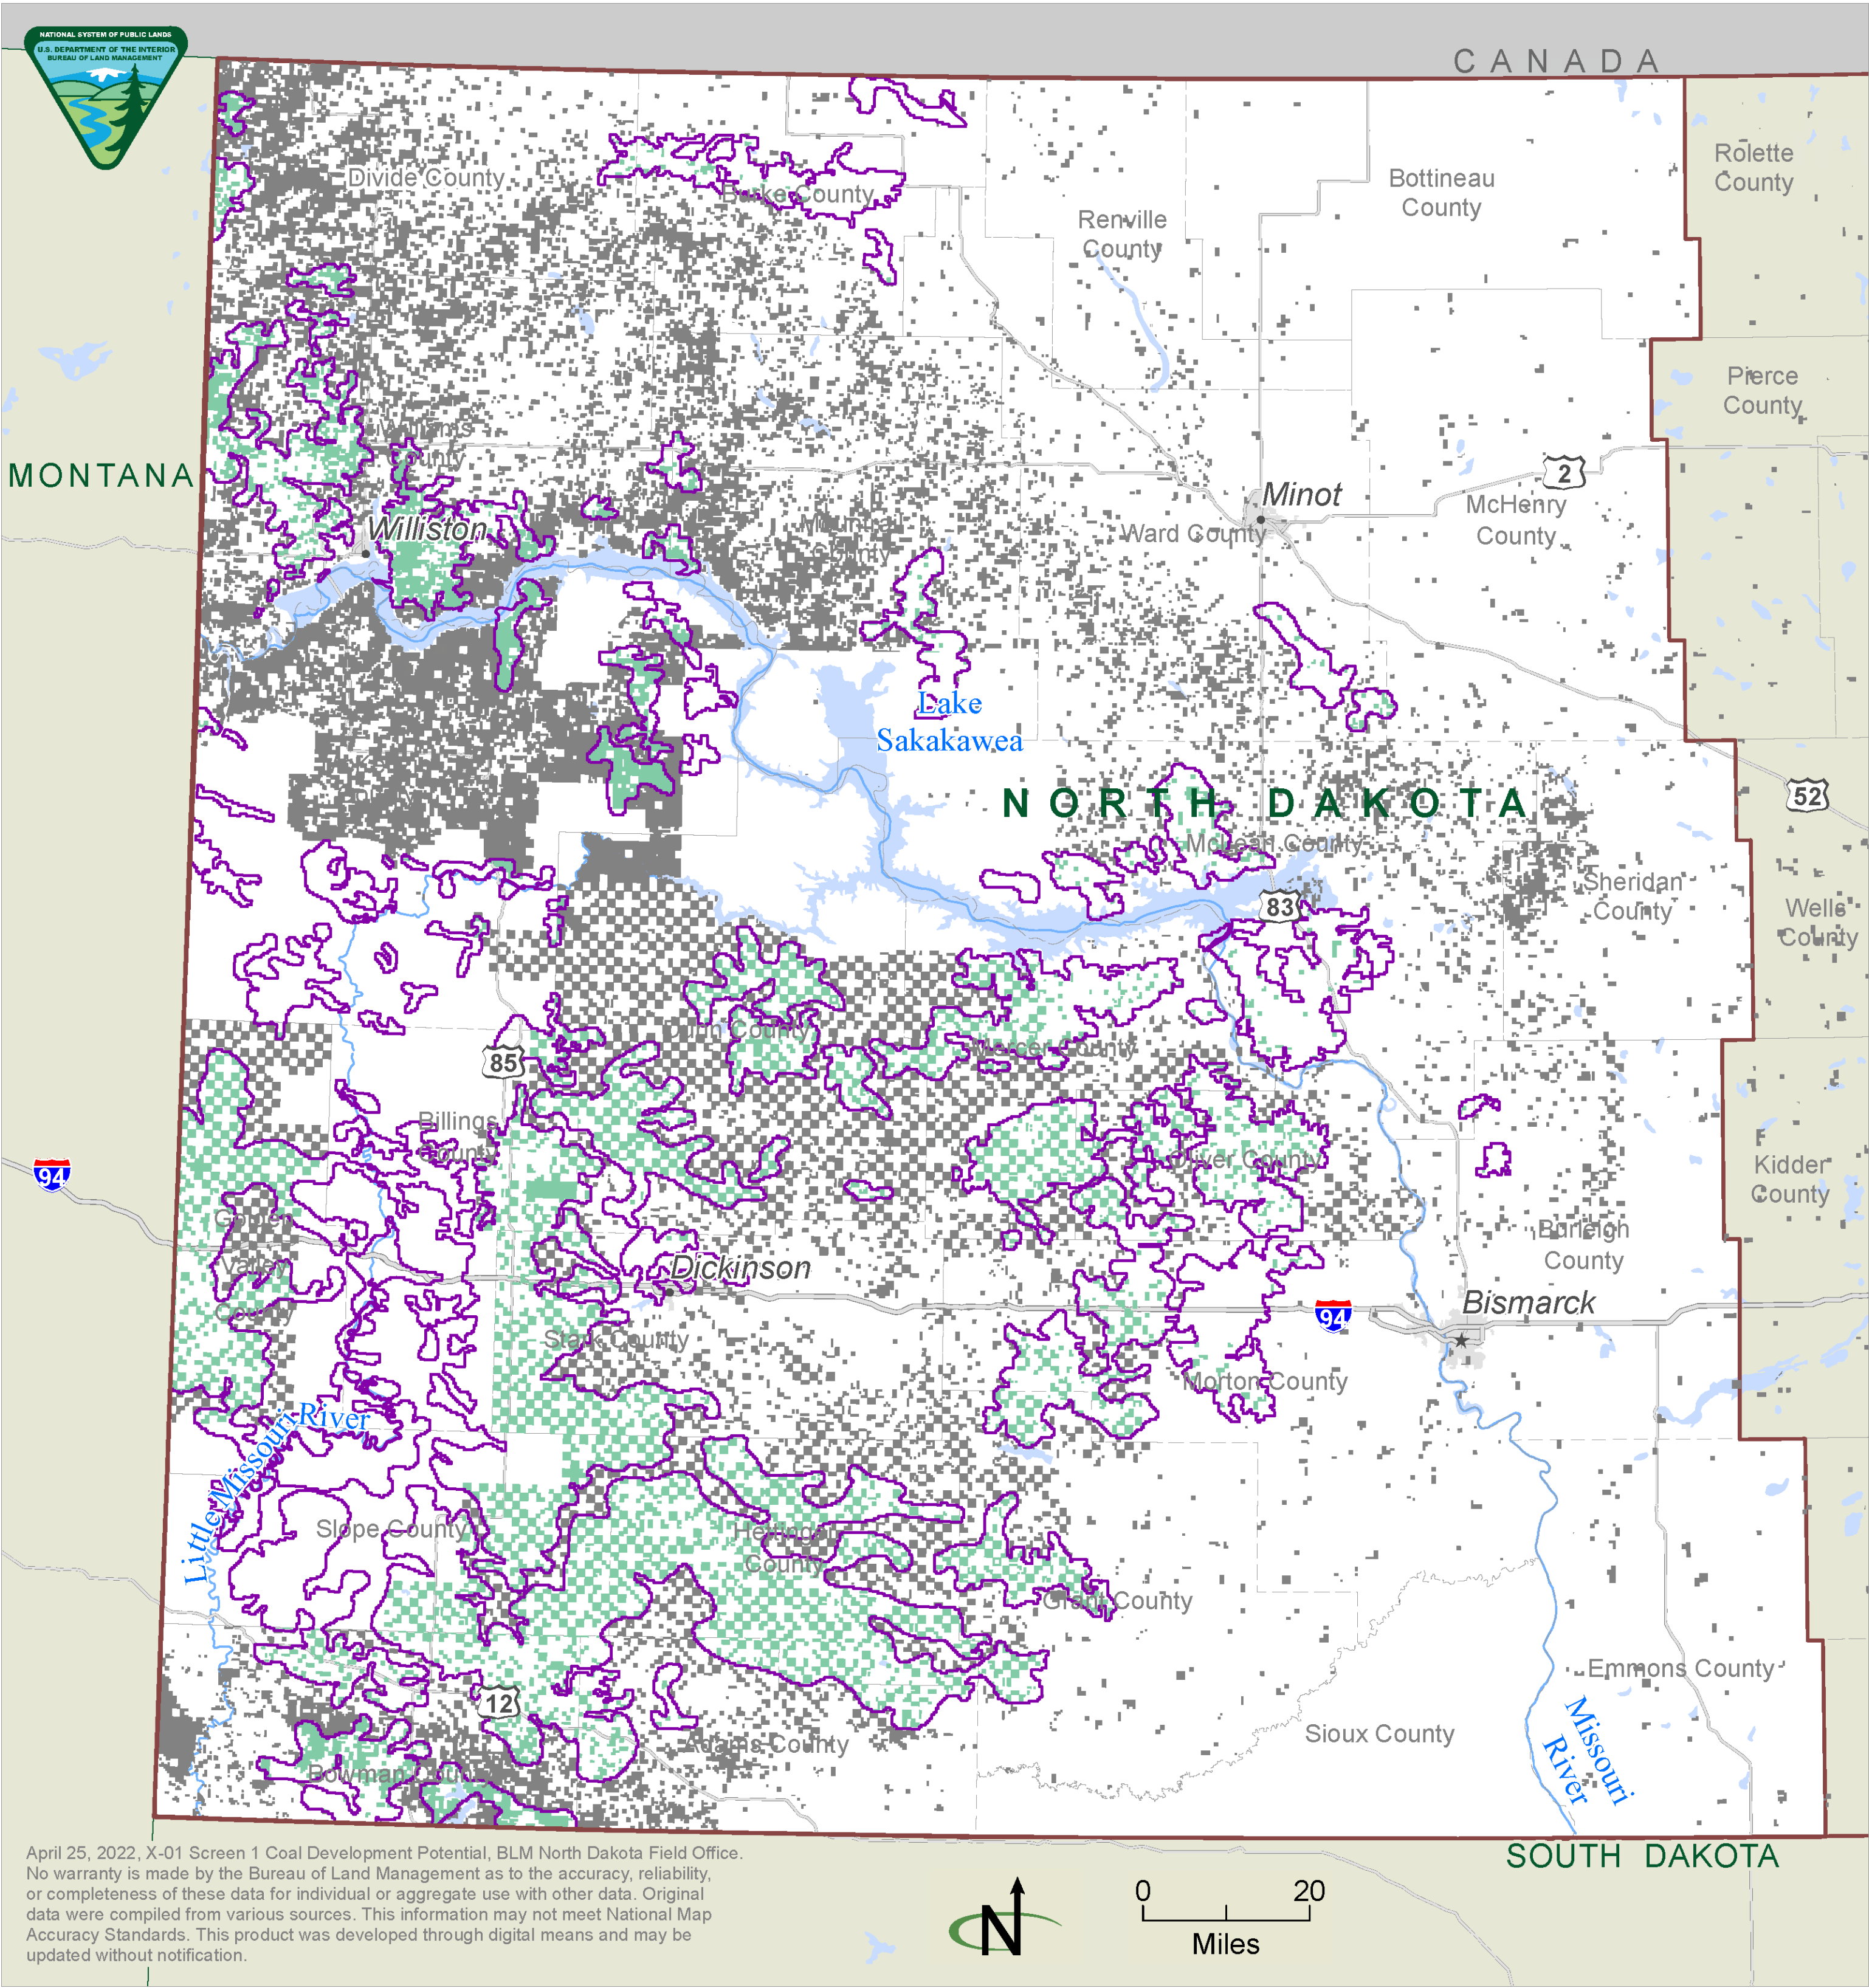 NATIONAL SYSTEM OF PUBLIC LANDS
U.S. DEPARTMENT OF THE INTERIOR
BUREAU OF LAND MANAGEMENT
CANADA
Rolette
County
Divide County
Burke County
Bottineau
County
Renville
County
Pierce
County
Williams
County
MONTANA
2
Minot
McHenry
County
Williston
Mountrail
County
Ward County
Lake
Sakakawea
52
NORTH DAKOTA
McLean County
Sheridan
County
83
Wells
County
Dunn County
Mercer County
85
Billings
County
Oliver County
Kidder
County
94
Golden
Valley
County
Burleigh
County
Dickinson
Bismarck
94
Stark County
Morton County
Little Missouri River
Slope County
Hettinger
County
Grant County
Emmons County
12
Missouri
River
Sioux County
Adams County
Bowman County
SOUTH DAKOTA
April 25, 2022, X-01 Screen 1 Coal Development Potential, BLM North Dakota Field Office.
No warranty is made by the Bureau of Land Management as to the accuracy, reliability,
or completeness of these data for individual or aggregate use with other data. Original
data were compiled from various sources. This information may not meet National Map
Accuracy Standards. This product was developed through digital means and may be
updated without notification.
N
0 20
Miles